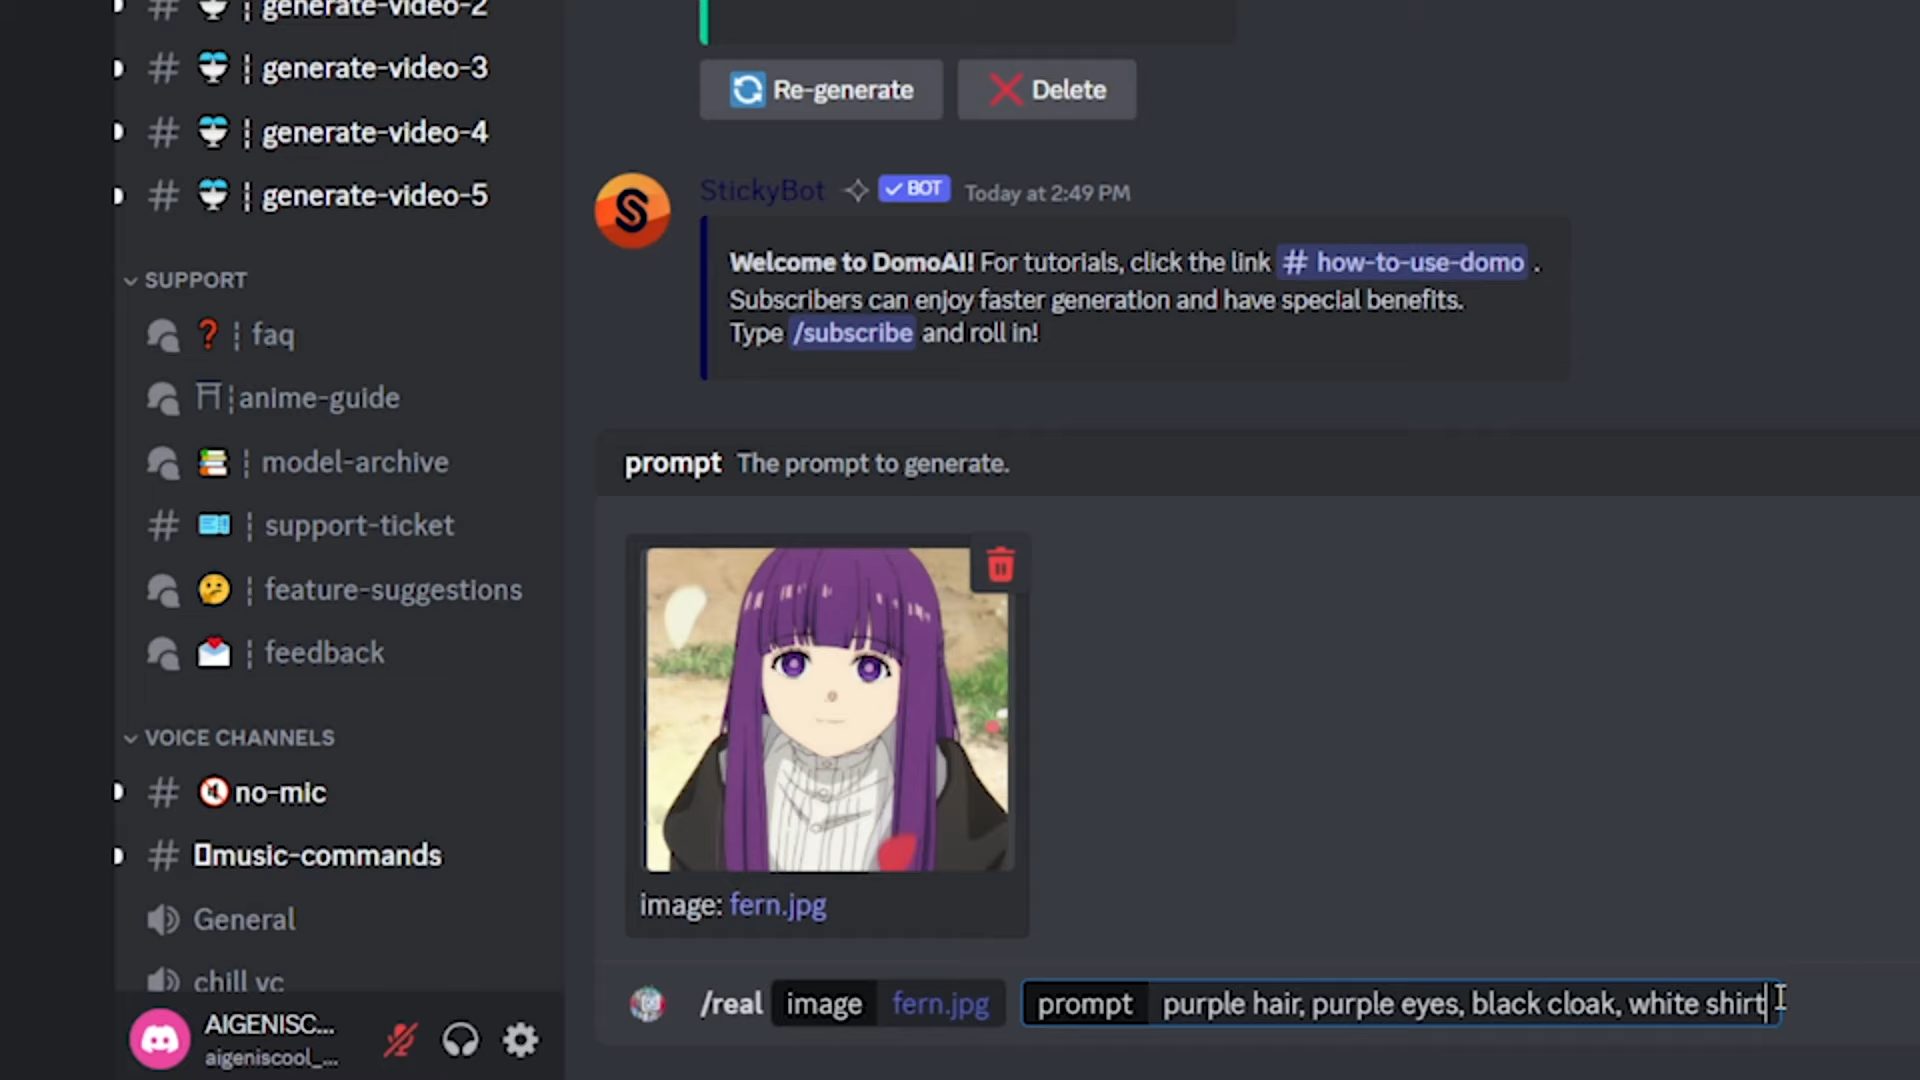 generate-video-2
generate-video-3
generate-video-4
generate-video-5
SUPPORT
faq
anime-guide
model-archive
support-ticket
feature-suggestions
feedback
VOICE CHANNELS
no-mic
music-commands
General
chill vc
AIGENISC...
aigeniscool_...
Re-generate
Delete
StickyBot BOT Today at 2:49 PM
Welcome to DomoAI! For tutorials, click the link # how-to-use-domo .
Subscribers can enjoy faster generation and have special benefits.
Type /subscribe and roll in!
prompt The prompt to generate.
image: fern.jpg
/real image fern.jpg prompt purple hair, purple eyes, black cloak, white shirt